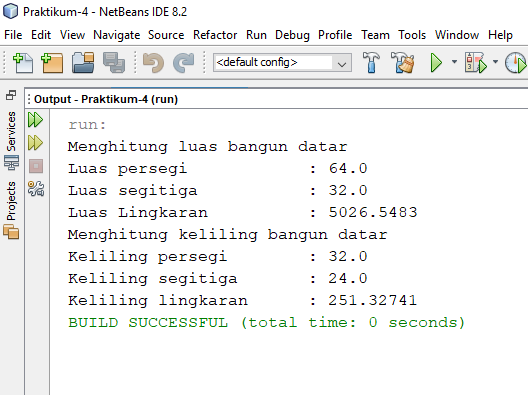 Praktikum-4 - NetBeans IDE 8.2
File Edit View Navigate Source Refactor Run Debug Profile Team Tools Window Help
<default config>
Output - Praktikum-4 (run)
Services
Projects
run:
Menghitung luas bangun datar
Luas persegi : 64.0
Luas segitiga : 32.0
Luas Lingkaran : 5026.5483
Menghitung keliling bangun datar
Keliling persegi : 32.0
Keliling segitiga : 24.0
Keliling lingkaran : 251.32741
BUILD SUCCESSFUL (total time: 0 seconds)